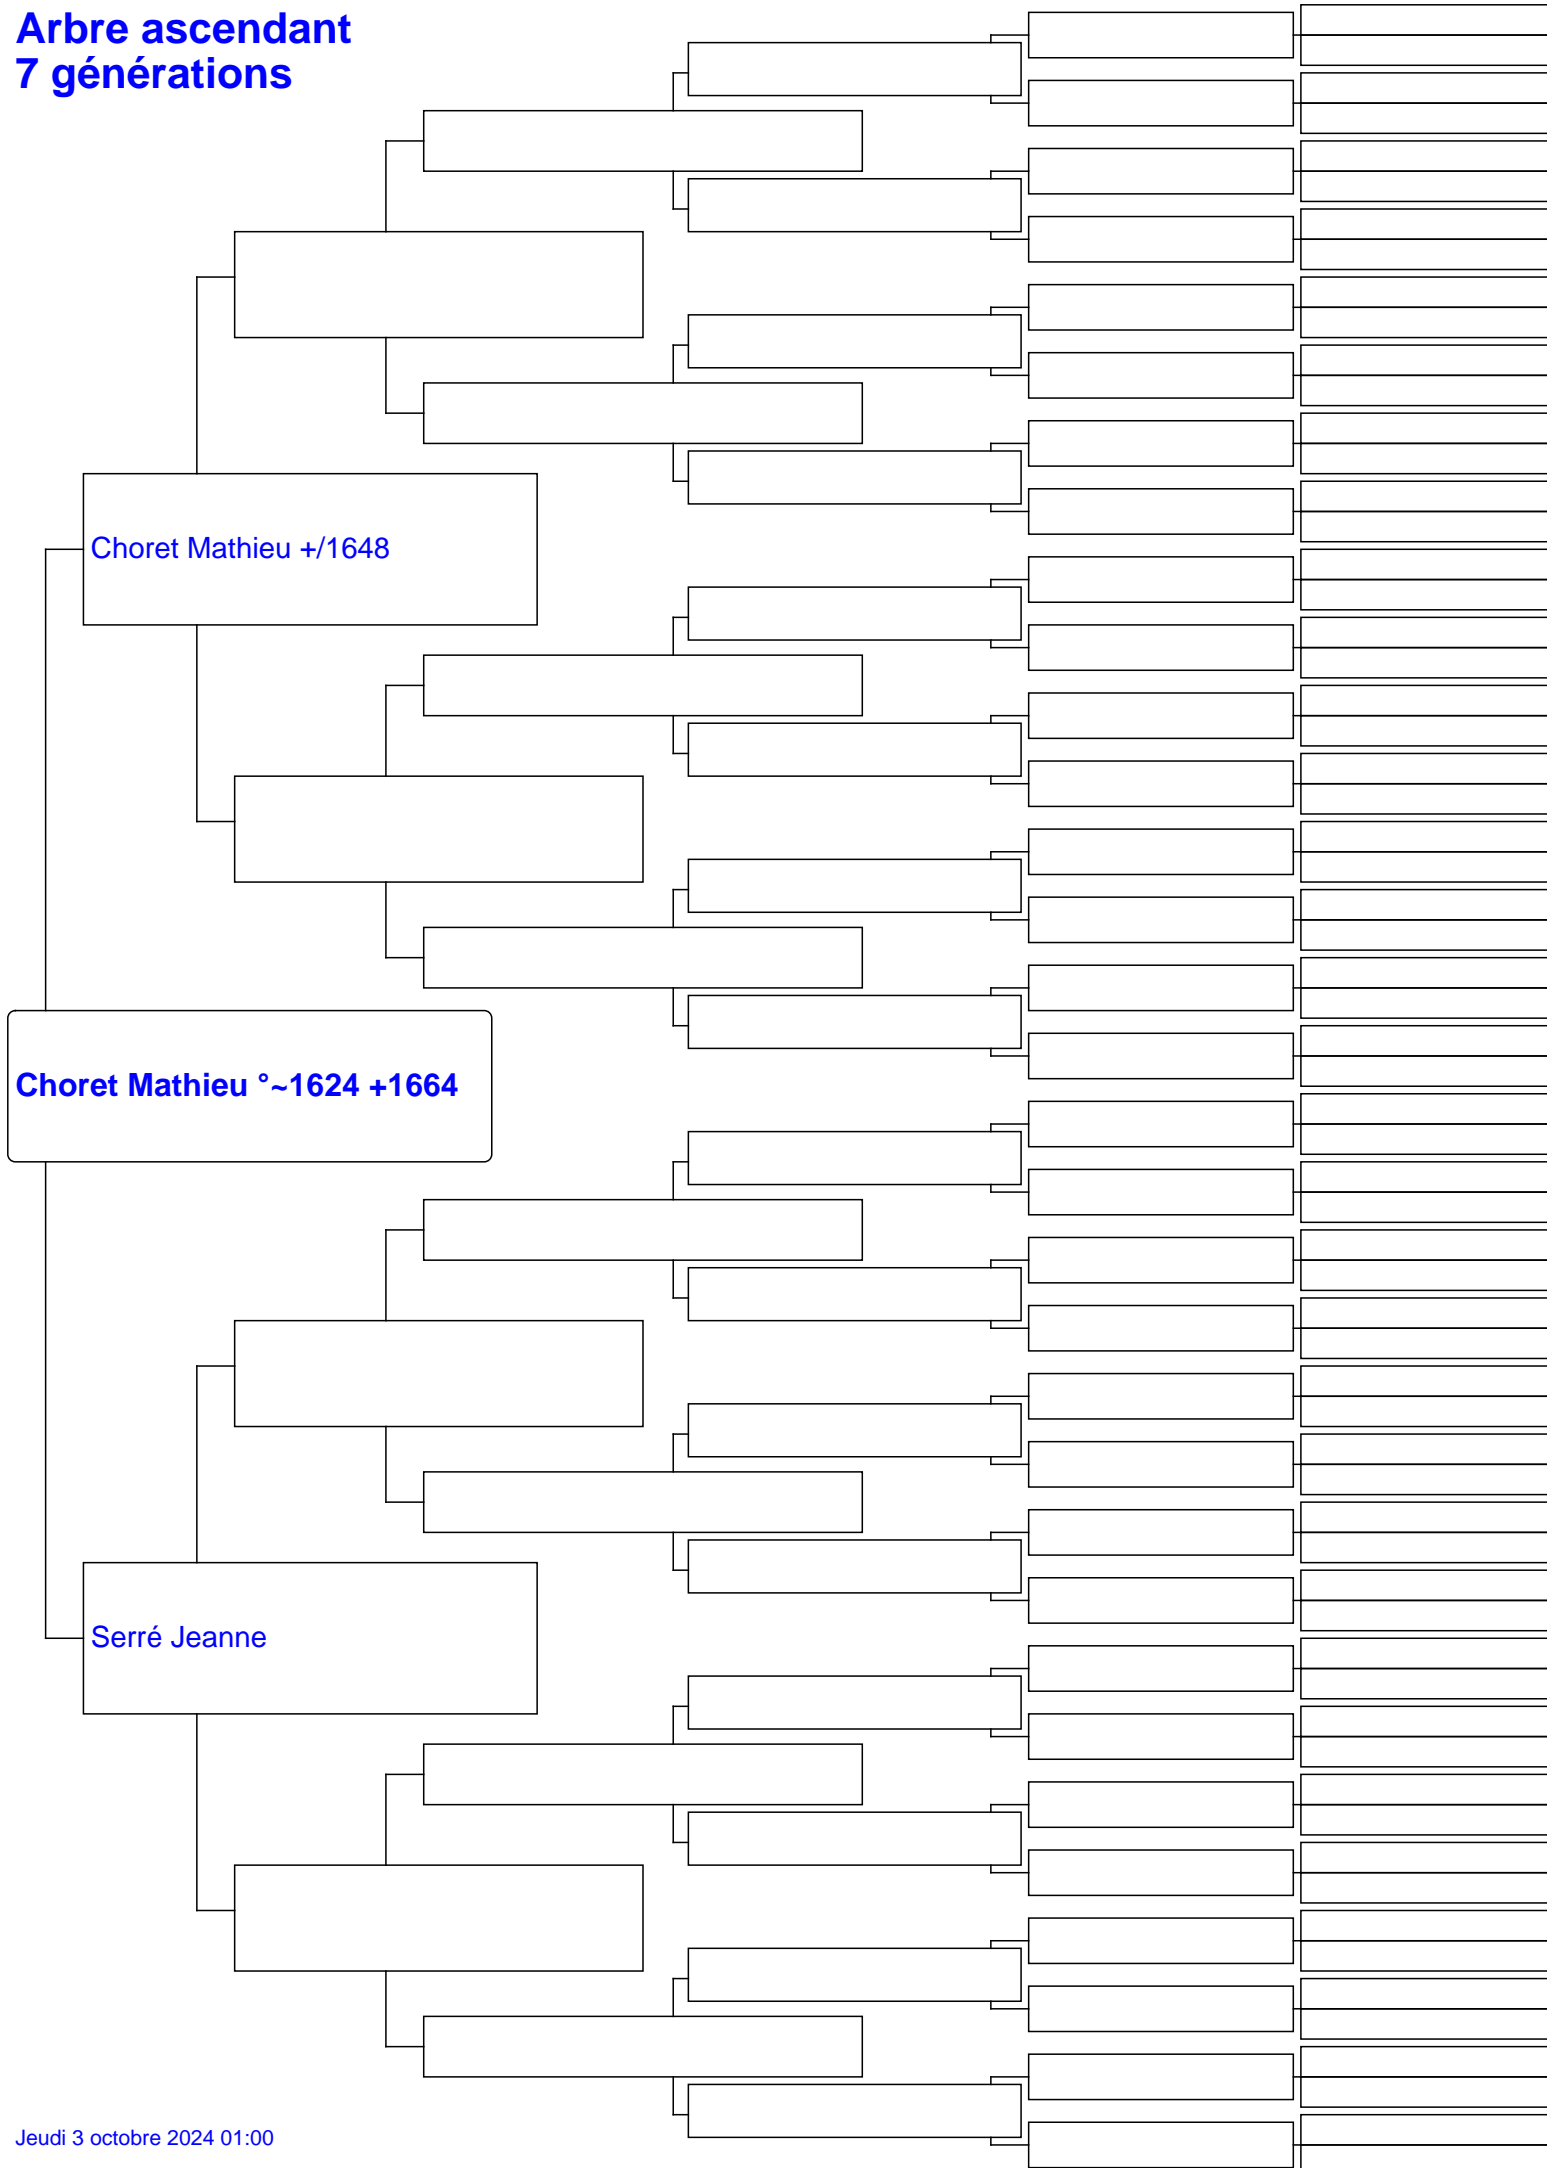 Arbre ascendant
7 générations
Choret Mathieu +/1648
Choret Mathieu °~1624 +1664
Serré Jeanne
Jeudi 3 octobre 2024 01:00